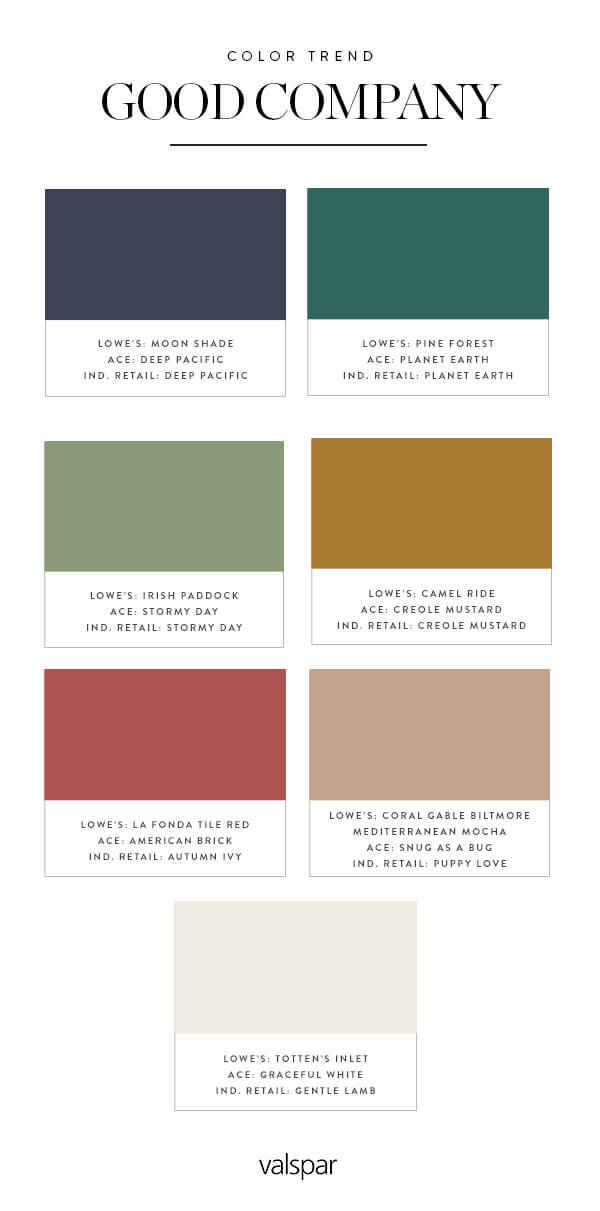 COLOR TREND
GOOD COMPANY
LOWE'S: MOON SHADE
ACE: DEEP PACIFIC
IND. RETAIL: DEEP PACIFIC
LOWE'S: PINE FOREST
ACE: PLANET EARTH
IND. RETAIL: PLANET EARTH
LOWE'S: IRISH PADDOCK
ACE: STORMY DAY
IND. RETAIL: STORMY DAY
LOWE'S: CAMEL RIDE
ACE: CREOLE MUSTARD
IND. RETAIL: CREOLE MUSTARD
LOWE'S: LA FONDA TILE RED
ACE: AMERICAN BRICK
IND. RETAIL: AUTUMN IVY
LOWE'S: CORAL GABLE BILTMORE
MEDITERRANEAN MOCHA
ACE: SNUG AS A BUG
IND. RETAIL: PUPPY LOVE
LOWE'S: TOTTEN'S INLET
ACE: GRACEFUL WHITE
IND. RETAIL: GENTLE LAMB
valspar